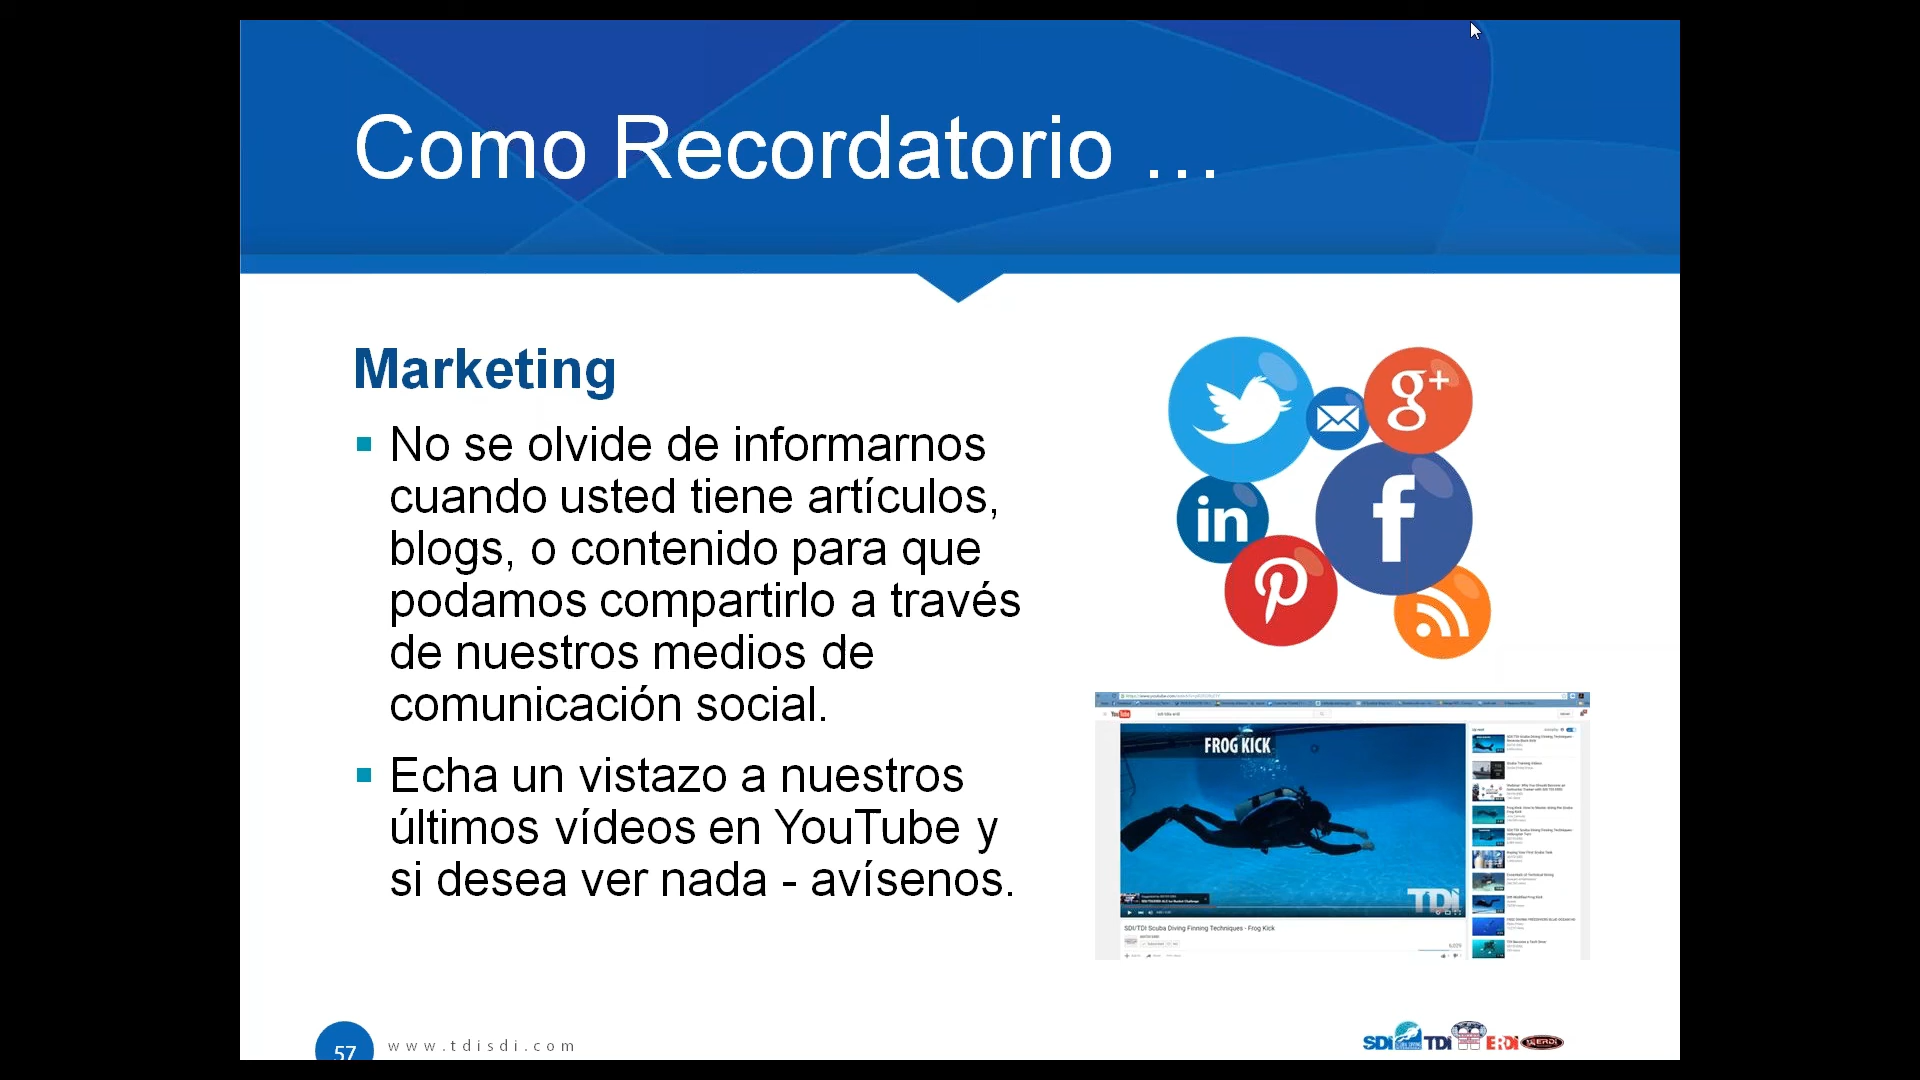 Como Recordatorio ...
Marketing
No se olvide de informarnos
cuando usted tiene artículos,
blogs, o contenido para que
podamos compartirlo a través
de nuestros medios de
comunicación social.
Echa un vistazo a nuestros
últimos vídeos en YouTube y
si desea ver nada - avísenos.
g+
in
f
YouTube
FROG KICK
TDI
SDI/TDI Scuba Diving Finning Techniques - Frog Kick
57
www.tdisdi.com
SDI TDI ERDI